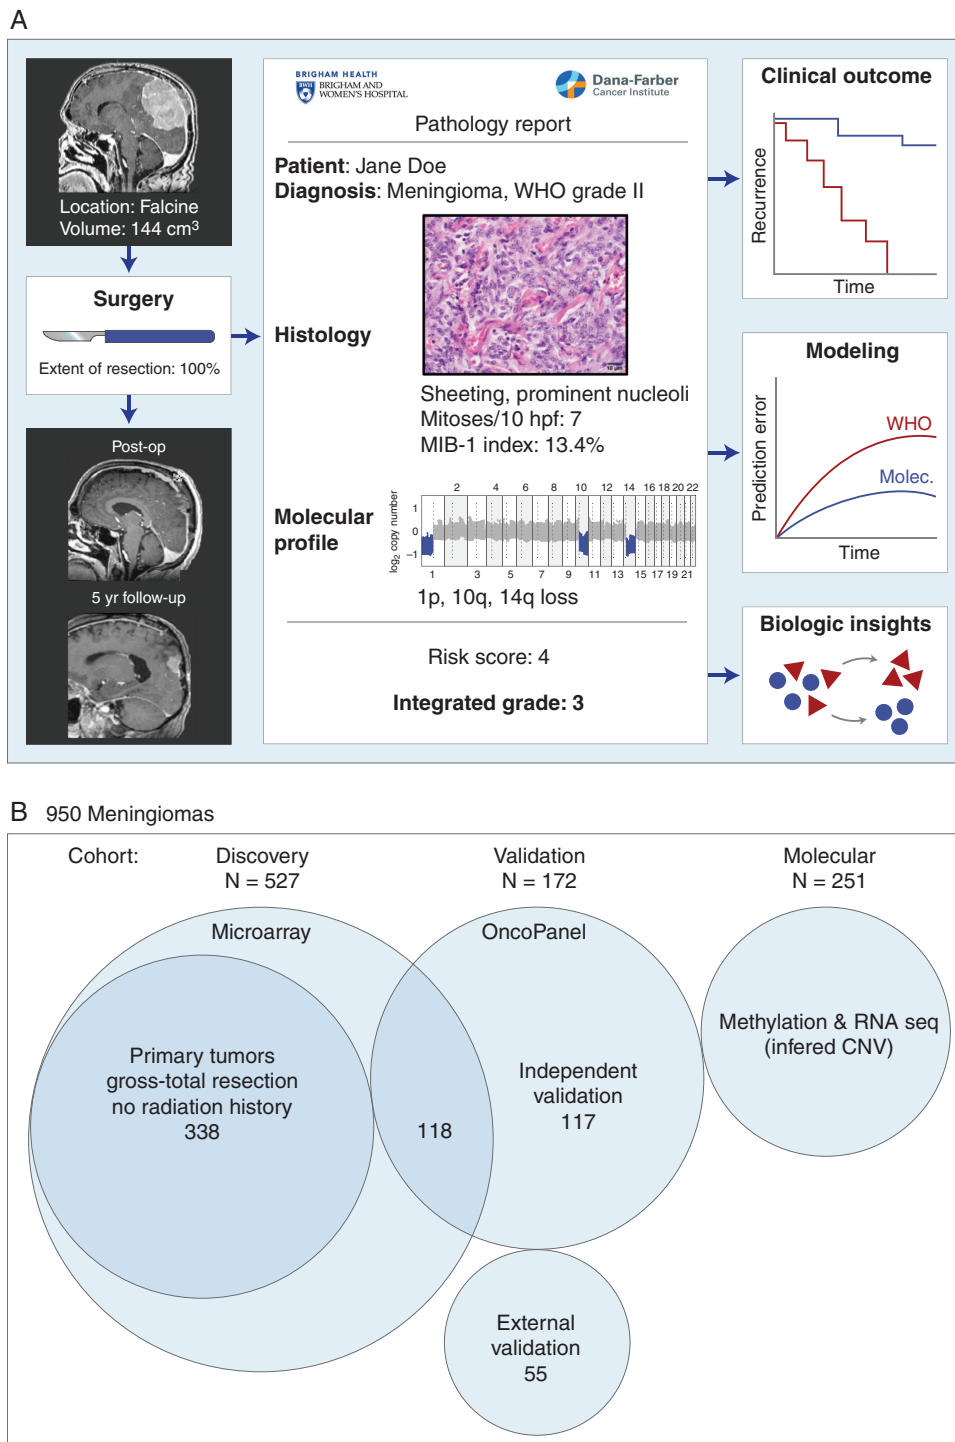 A
Location: Falcine
Volume: 144 cm³
Surgery
Extent of resection: 100%
Post-op
5 yr follow-up
BRIGHAM HEALTH
BWH
BRIGHAM AND
WOMEN'S HOSPITAL
Dana-Farber
Cancer Institute
Pathology report
Patient: Jane Doe
Diagnosis: Meningioma, WHO grade II
Histology
10 µm
Sheeting, prominent nucleoli
Mitoses/10 hpf: 7
MIB-1 index: 13.4%
Molecular
profile
log₂ copy number
1
0
–1
2 4 6 8 10 12 14 16 18 20 22
1 3 5 7 9 11 13 15 17 19 21
1p, 10q, 14q loss
Risk score: 4
Integrated grade: 3
Clinical outcome
Recurrence
Time
Modeling
Prediction error
WHO
Molec.
Time
Biologic insights
B 950 Meningiomas
Cohort: Discovery Validation Molecular
N = 527 N = 172 N = 251
Microarray OncoPanel
Primary tumors
gross-total resection
no radiation history
338
118
Independent
validation
117
Methylation & RNA seq
(infered CNV)
External
validation
55